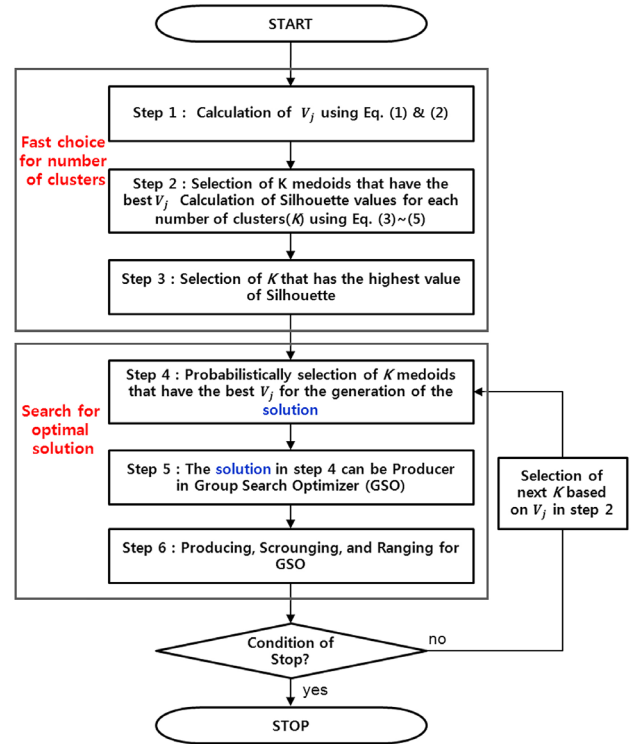 START
Fast choice
for number
of clusters
Step 1 : Calculation of Vj using Eq. (1) & (2)
Step 2 : Selection of K medoids that have the
best Vj Calculation of Silhouette values for each
number of clusters(K) using Eq. (3)~(5)
Step 3 : Selection of K that has the highest value
of Silhouette
Search for
optimal
solution
Step 4 : Probabilistically selection of K medoids
that have the best Vj for the generation of the
solution
Step 5 : The solution in step 4 can be Producer
in Group Search Optimizer (GSO)
Step 6 : Producing, Scrounging, and Ranging for
GSO
Selection of
next K based
on Vj in step 2
Condition of
Stop?
no
yes
STOP